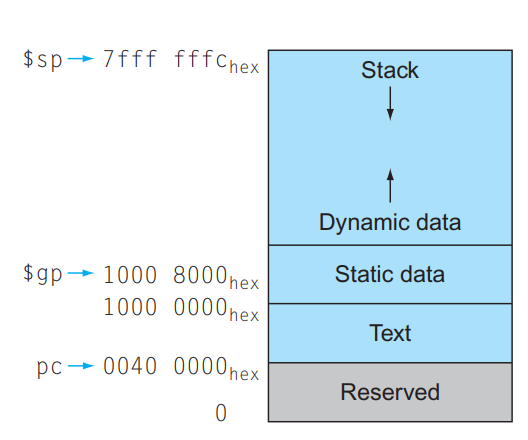 $sp → 7fff fffc hex
Stack
Dynamic data
$gp → 1000 8000 hex
Static data
1000 0000 hex
Text
pc → 0040 0000 hex
Reserved
0